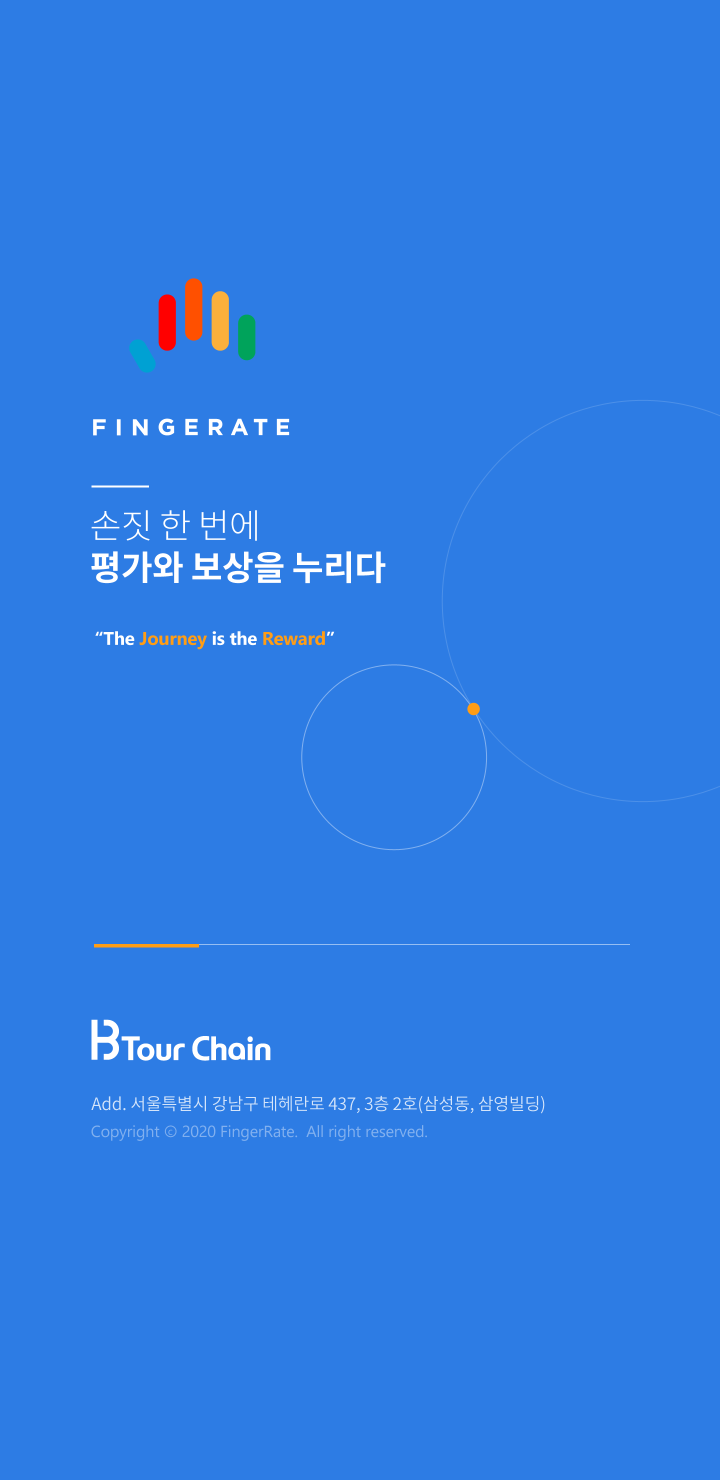 FINGERATE
손짓 한 번에
평가와 보상을 누리다
“The Journey is the Reward”
B Tour Chain
Add. 서울특별시 강남구 테헤란로 437, 3층 2호(삼성동, 삼영빌딩)
Copyright © 2020 FingerRate. All right reserved.